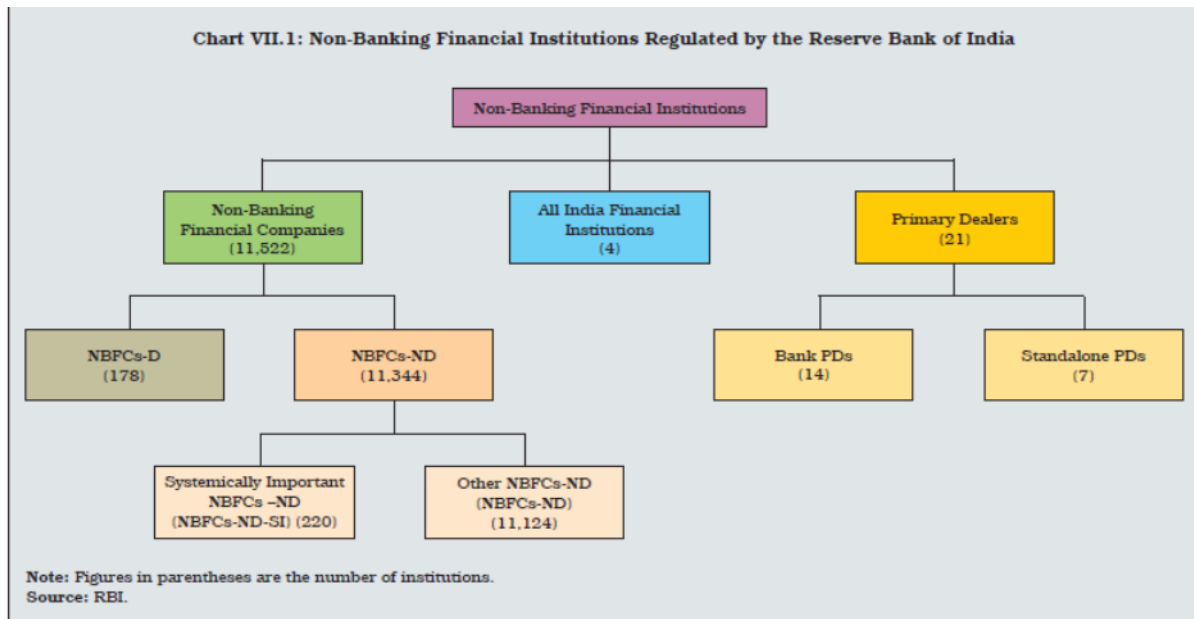 Chart VII.1: Non-Banking Financial Institutions Regulated by the Reserve Bank of India
Non-Banking Financial Institutions
Non-Banking
Financial Companies
(11,522)
All India Financial
Institutions
(4)
Primary Dealers
(21)
NBFCs-D
(178)
NBFCs-ND
(11,344)
Bank PDs
(14)
Standalone PDs
(7)
Systemically Important
NBFCs –ND
(NBFCs-ND-SI) (220)
Other NBFCs-ND
(NBFCs-ND)
(11,124)
Note: Figures in parentheses are the number of institutions.
Source: RBI.